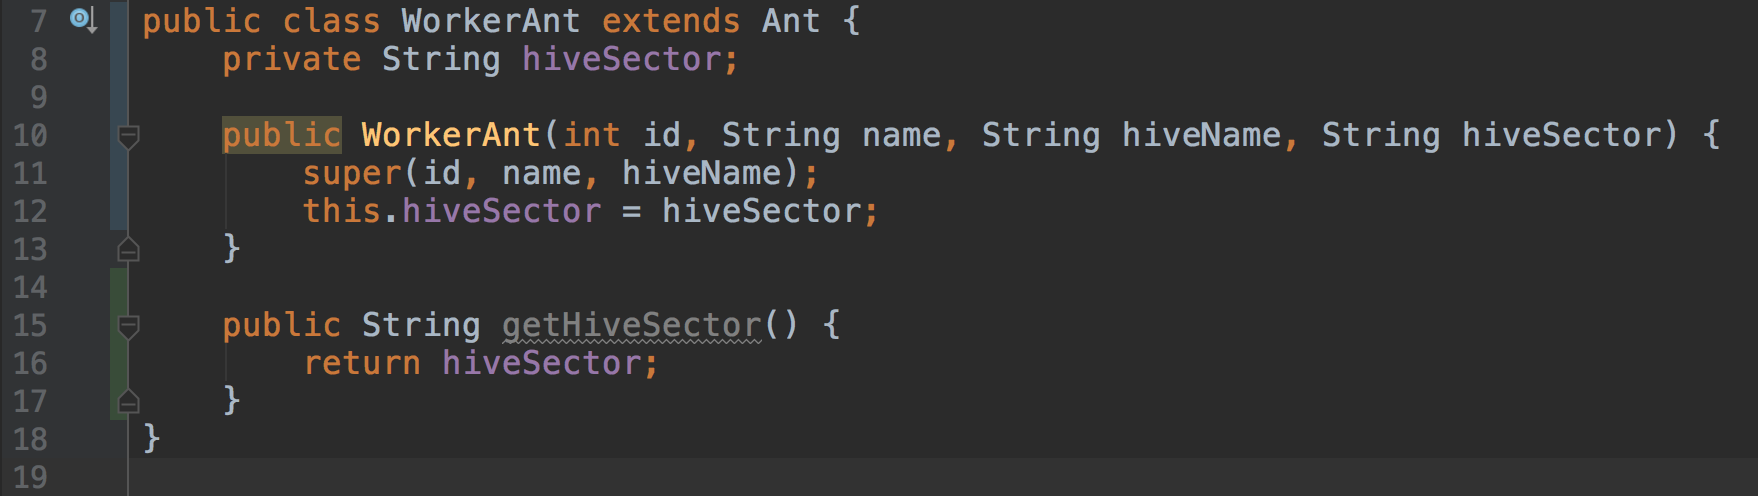 7 public class WorkerAnt extends Ant {
8     private String hiveSector;
9
10     public WorkerAnt(int id, String name, String hiveName, String hiveSector) {
11         super(id, name, hiveName);
12         this.hiveSector = hiveSector;
13     }
14
15     public String getHiveSector() {
16         return hiveSector;
17     }
18 }
19